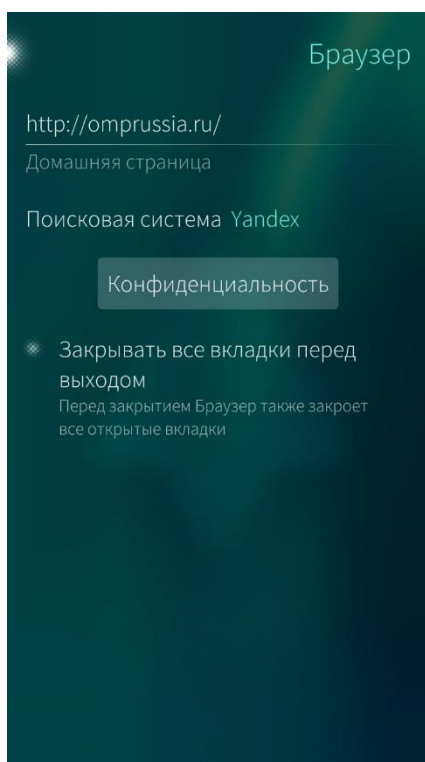 Браузер
http://omprussia.ru/
Домашняя страница
Поисковая система Yandex
Конфиденциальность
Закрывать все вкладки перед
выходом
Перед закрытием Браузер также закроет
все открытые вкладки